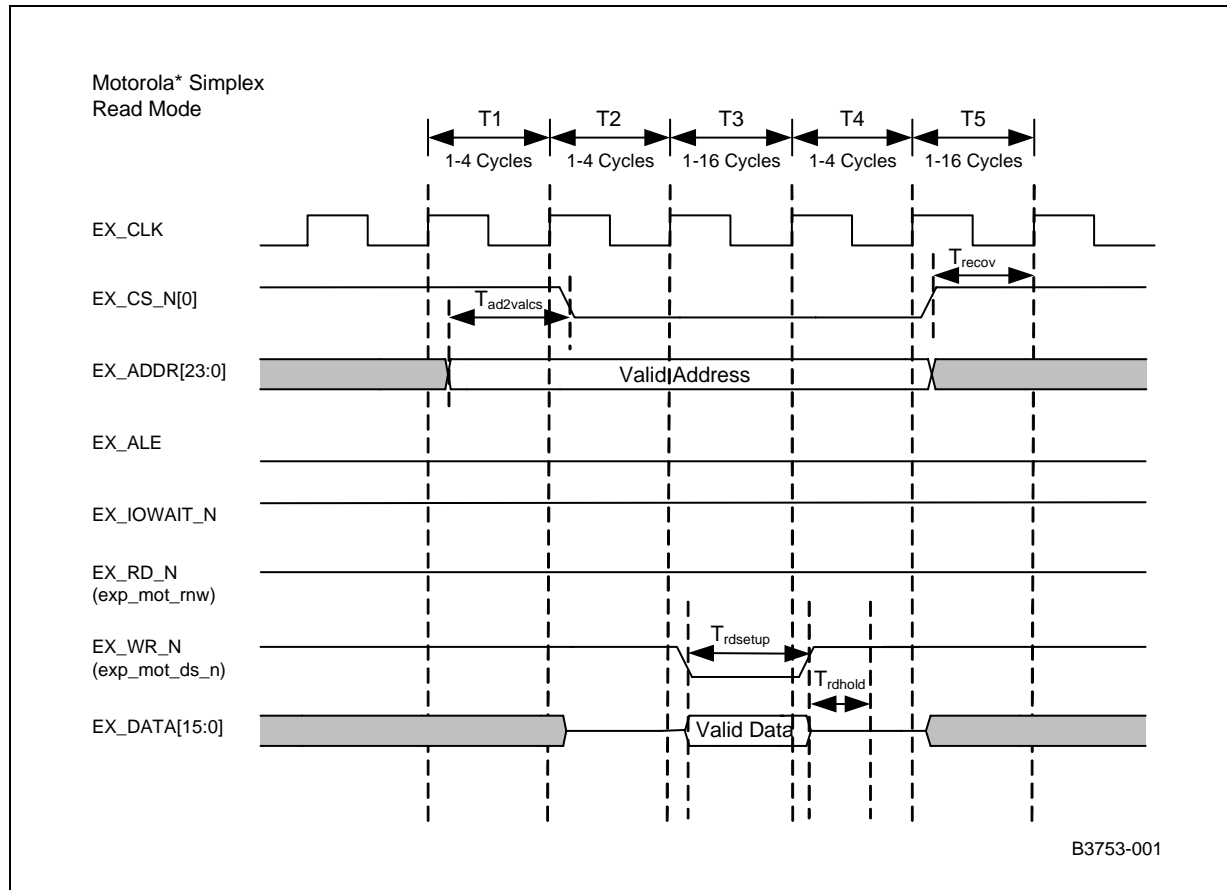 Motorola* Simplex
Read Mode
T1
T2
T3
T4
T5
1-4 Cycles
1-4 Cycles
1-16 Cycles
1-4 Cycles
1-16 Cycles
EX_CLK
Trecov
EX_CS_N[0]
Tad2valcs
EX_ADDR[23:0]
Valid Address
EX_ALE
EX_IOWAIT_N
EX_RD_N
(exp_mot_rnw)
EX_WR_N
(exp_mot_ds_n)
Trdsetup
Trdhold
EX_DATA[15:0]
Valid Data
B3753-001